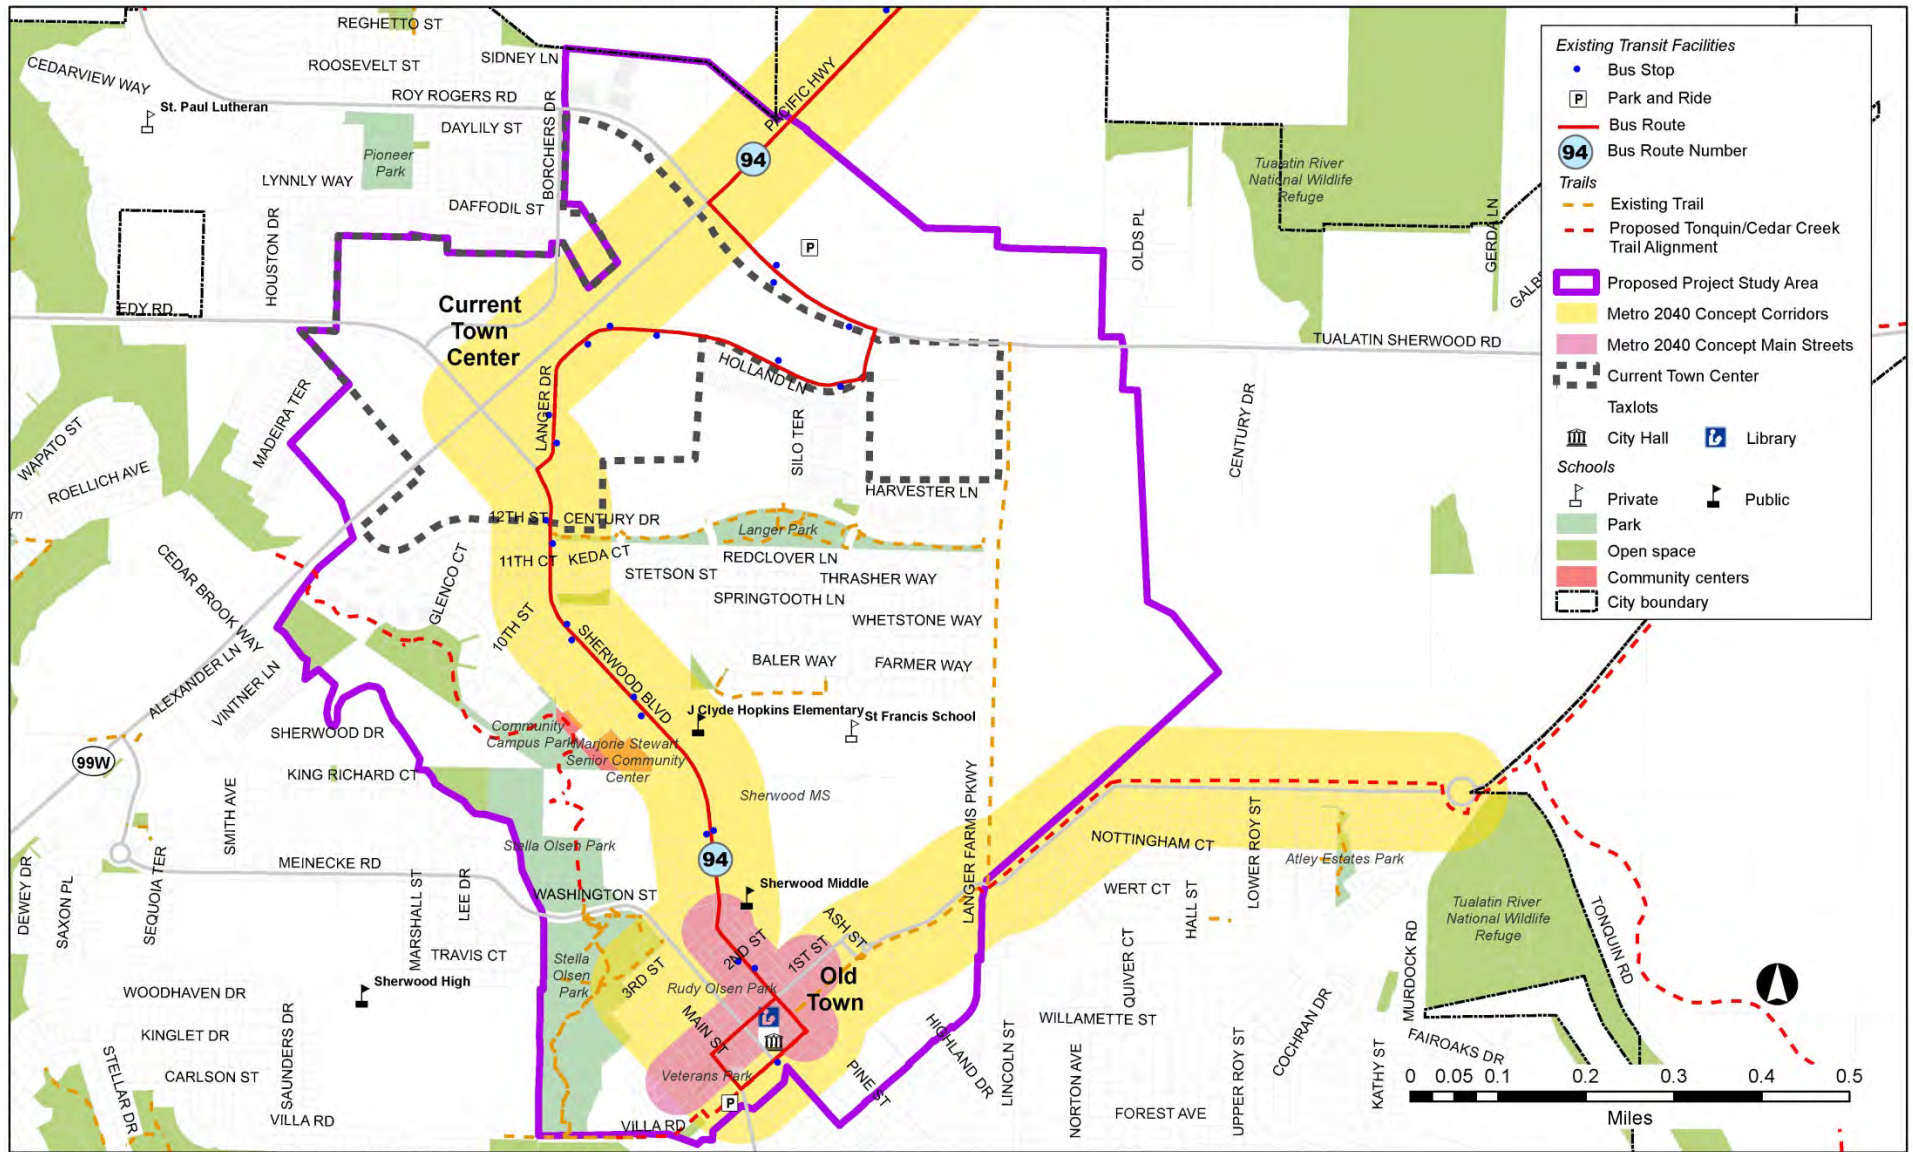 REGHETTO ST
SIDNEY LN
CEDARVIEW WAY
ROOSEVELT ST
PACIFIC HWY
ROY ROGERS RD
St. Paul Lutheran
DAYLILY ST
BORCHERS DR
Pioneer
Park
94
LYNNLY WAY
DAFFODIL ST
HOUSTON DR
P
OLDS PL
Tualatin River
National Wildlife
Refuge
GERDA LN
EDY RD
Current
Town
Center
TUALATIN SHERWOOD RD
HOLLAND LN
LANGER DR
MADEIRA TER
SILO TER
CENTURY DR
WAPATO ST
ROELLICH AVE
HARVESTER LN
12TH ST
CENTURY DR
Langer Park
11TH CT
KEDA CT
REDCLOVER LN
STETSON ST
THRASHER WAY
SPRINGTOOTH LN
GLENCO CT
CEDAR BROOK WAY
10TH ST
WHETSTONE WAY
SHERWOOD BLVD
BALER WAY
FARMER WAY
ALEXANDER LN
VINTNER LN
J Clyde Hopkins Elementary
St Francis School
SHERWOOD DR
Community
Campus Park
Marjorie Stewart
Senior Community
Center
99W
KING RICHARD CT
Sherwood MS
SMITH AVE
LANGER FARMS PKWY
LOWER ROY ST
NOTTINGHAM CT
Stella Olsen Park
Atley Estates Park
94
MEINECKE RD
DEWEY DR
SAXON PL
SEQUOIA TER
MARSHALL ST
LEE DR
WASHINGTON ST
Sherwood Middle
WERT CT
HALL ST
ASH ST
Tualatin River
National Wildlife
Refuge
TONQUIN RD
TRAVIS CT
2ND ST
1ST ST
QUIVER CT
MURDOCK RD
Stella
Olsen
Park
3RD ST
Sherwood High
Old
Town
Rudy Olsen Park
WOODHAVEN DR
MAIN ST
WILLAMETTE ST
COCHRAN DR
KINGLET DR
SAUNDERS DR
HIGHLAND DR
LINCOLN ST
FAIROAKS DR
STELLAR DR
CARLSON ST
Veterans Park
PINE ST
NORTON AVE
UPPER ROY ST
KATHY ST
P
VILLA RD
VILLA RD
FOREST AVE
Existing Transit Facilities
Bus Stop
P Park and Ride
Bus Route
94 Bus Route Number
Trails
Existing Trail
Proposed Tonquin/Cedar Creek
Trail Alignment
Proposed Project Study Area
Metro 2040 Concept Corridors
Metro 2040 Concept Main Streets
Current Town Center
Taxlots
City Hall Library
Schools
Private Public
Park
Open space
Community centers
City boundary
0 0.05 0.1 0.2 0.3 0.4 0.5
Miles